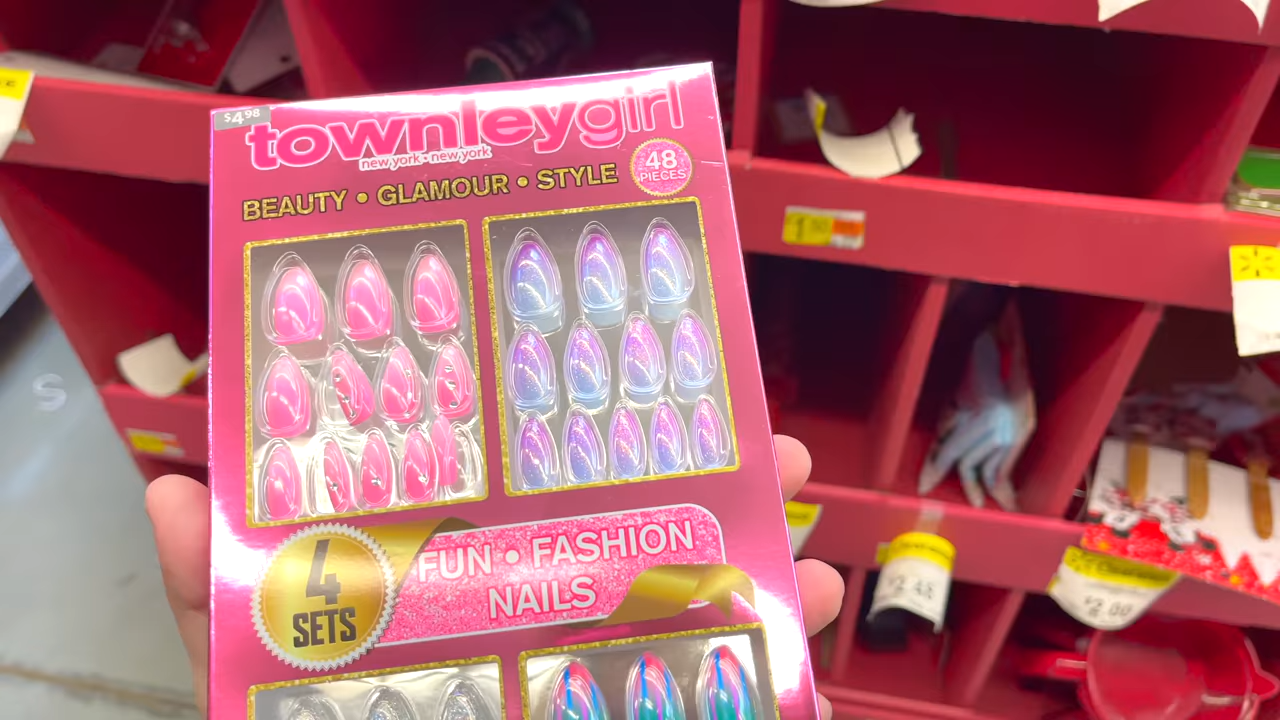 $4.98
townleygirl
new york • new york
BEAUTY • GLAMOUR • STYLE
48
PIECES
4
SETS
FUN • FASHION
NAILS
2.48
$2.00
S